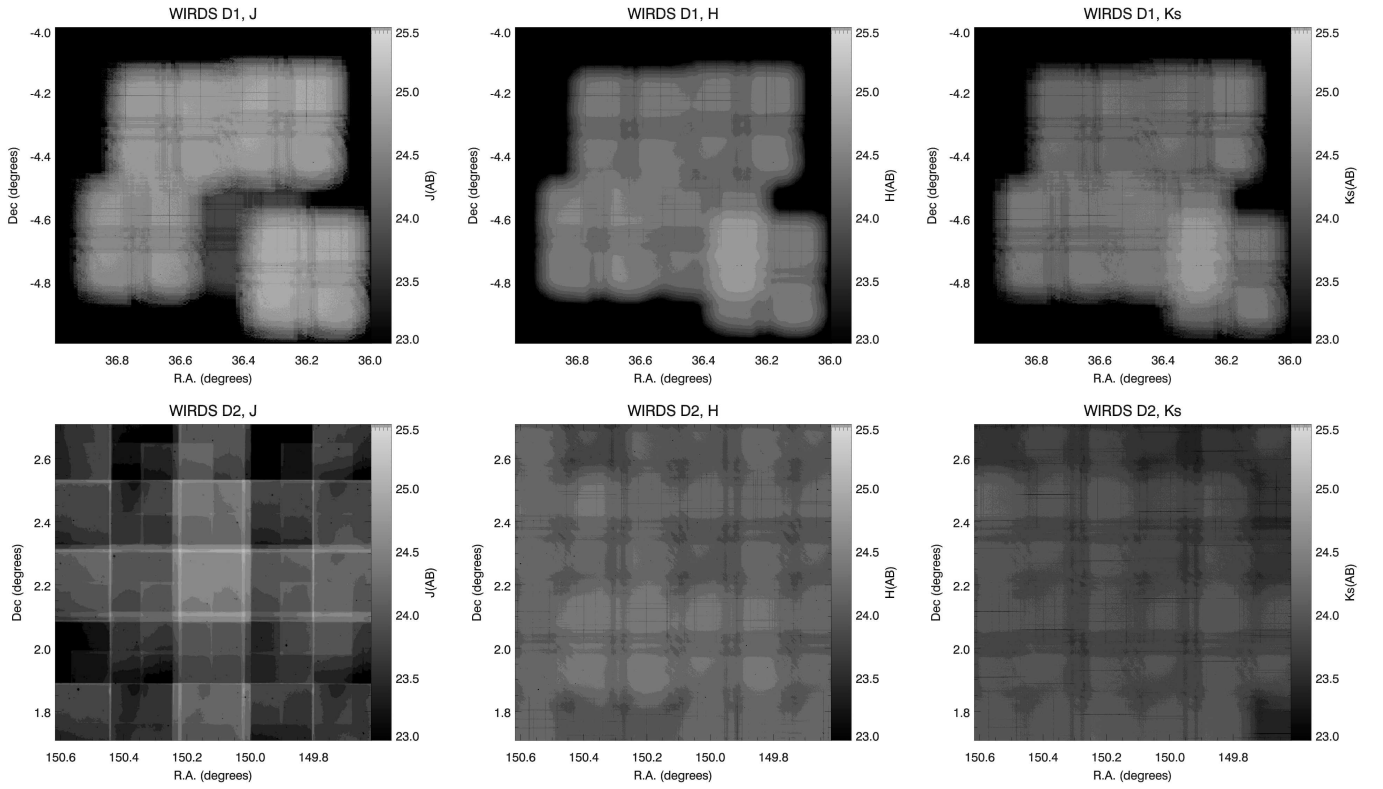 WIRDS D1, J
-4.0
-4.2
-4.4
-4.6
-4.8
Dec (degrees)
36.8 36.6 36.4 36.2 36.0
R.A. (degrees)
25.5
25.0
24.5
24.0
23.5
23.0
J(AB)
WIRDS D1, H
-4.0
-4.2
-4.4
-4.6
-4.8
Dec (degrees)
36.8 36.6 36.4 36.2 36.0
R.A. (degrees)
25.5
25.0
24.5
24.0
23.5
23.0
H(AB)
WIRDS D1, Ks
-4.0
-4.2
-4.4
-4.6
-4.8
Dec (degrees)
36.8 36.6 36.4 36.2 36.0
R.A. (degrees)
25.5
25.0
24.5
24.0
23.5
23.0
Ks(AB)
WIRDS D2, J
2.6
2.4
2.2
2.0
1.8
Dec (degrees)
150.6 150.4 150.2 150.0 149.8
R.A. (degrees)
25.5
25.0
24.5
24.0
23.5
23.0
J(AB)
WIRDS D2, H
2.6
2.4
2.2
2.0
1.8
Dec (degrees)
150.6 150.4 150.2 150.0 149.8
R.A. (degrees)
25.5
25.0
24.5
24.0
23.5
23.0
H(AB)
WIRDS D2, Ks
2.6
2.4
2.2
2.0
1.8
Dec (degrees)
150.6 150.4 150.2 150.0 149.8
R.A. (degrees)
25.5
25.0
24.5
24.0
23.5
23.0
Ks(AB)